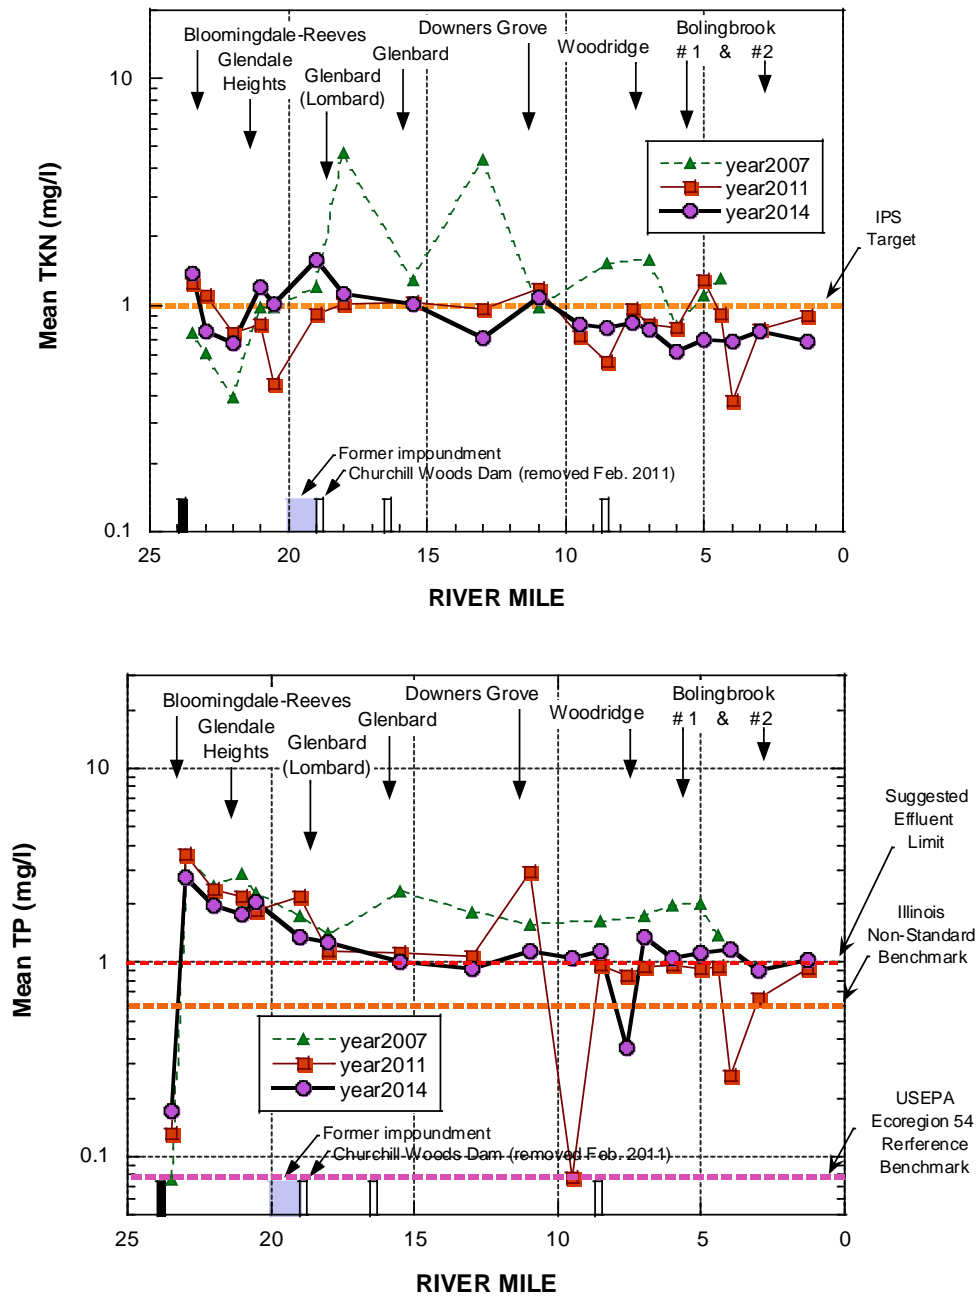 Bloomingdale-Reeves
Glendale
Heights
Glenbard
(Lombard)
Glenbard
Downers Grove
Woodridge
Bolingbrook
# 1 & #2
10
1
0.1
Mean TKN (mg/l)
year2007
year2011
year2014
IPS
Target
Former impoundment
Churchill Woods Dam (removed Feb. 2011)
25 20 15 10 5 0
RIVER MILE
Bloomingdale-Reeves
Glendale
Heights
Glenbard
(Lombard)
Glenbard
Downers Grove
Woodridge
Bolingbrook
# 1 & #2
10
1
0.1
Mean TP (mg/l)
Suggested
Effluent
Limit
Illinois
Non-Standard
Benchmark
year2007
year2011
year2014
USEPA
Ecoregion 54
Rerference
Benchmark
Former impoundment
Churchill Woods Dam (removed Feb. 2011)
25 20 15 10 5 0
RIVER MILE